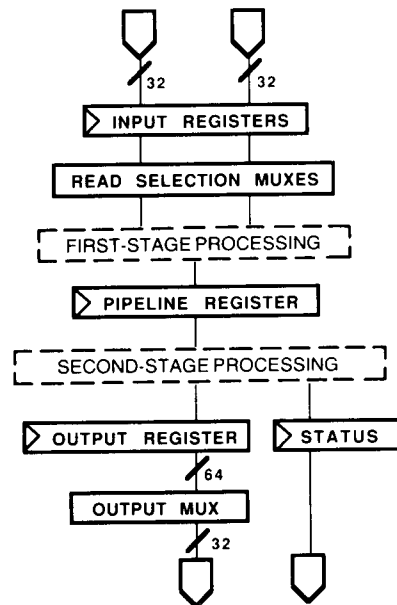 32 32
INPUT REGISTERS
READ SELECTION MUXES
FIRST-STAGE PROCESSING
PIPELINE REGISTER
SECOND-STAGE PROCESSING
OUTPUT REGISTER STATUS
64
OUTPUT MUX
32